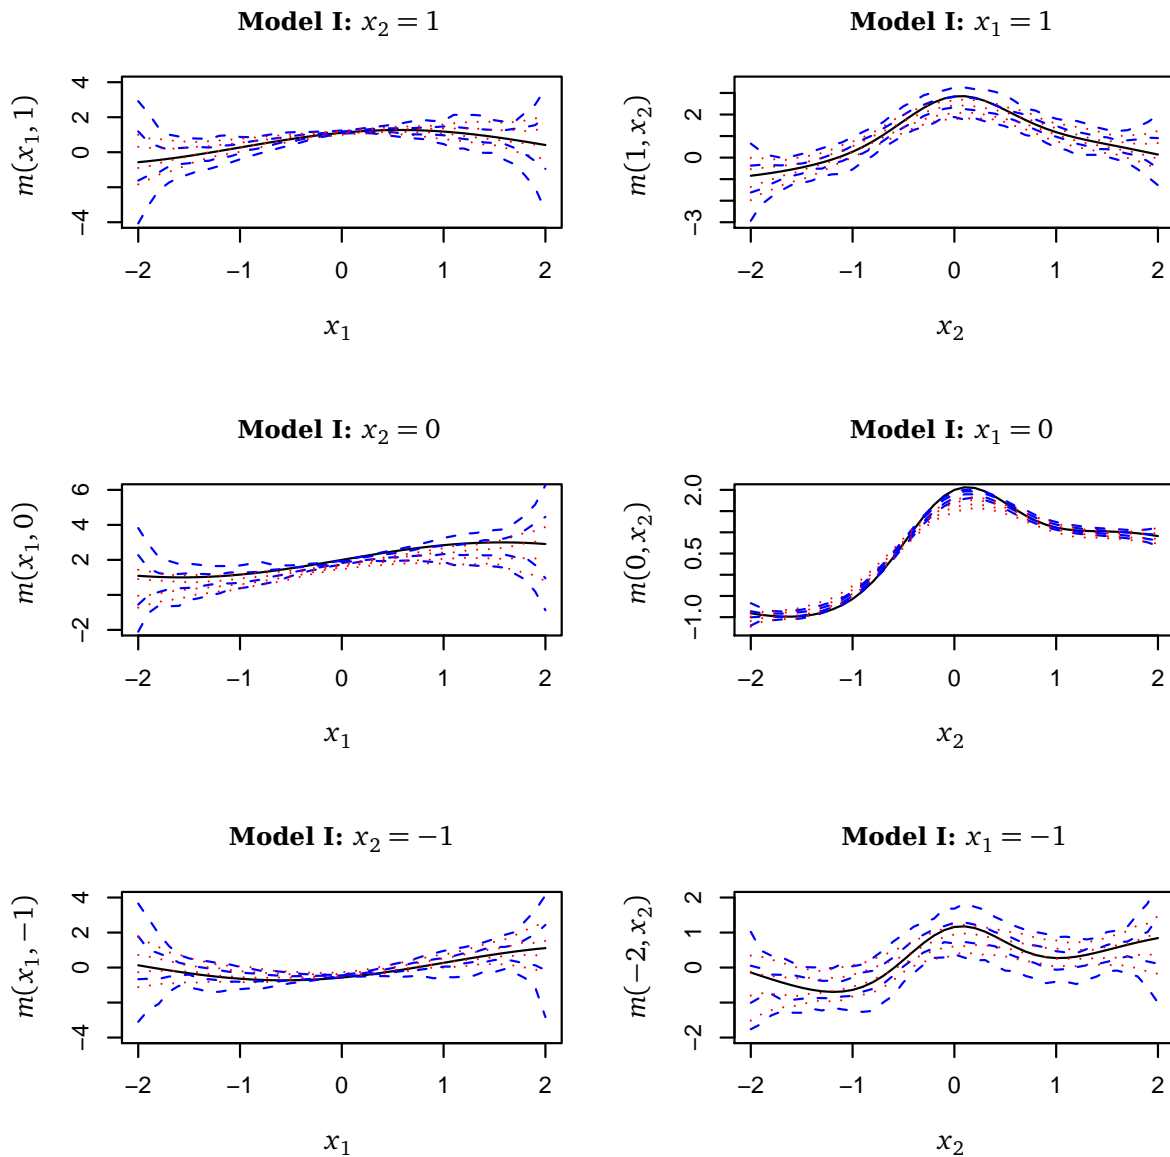 Model I: x₂ = 1
m(x₁, 1)
4
2
0
−4
−2
−1
0
1
2
x₁
Model I: x₁ = 1
m(1, x₂)
2
0
−3
−2
−1
0
1
2
x₂
Model I: x₂ = 0
m(x₁, 0)
6
4
2
−2
−2
−1
0
1
2
x₁
Model I: x₁ = 0
m(0, x₂)
2.0
0.5
−1.0
−2
−1
0
1
2
x₂
Model I: x₂ = −1
m(x₁, −1)
4
2
0
−4
−2
−1
0
1
2
x₁
Model I: x₁ = −1
m(−2, x₂)
2
1
0
−2
−2
−1
0
1
2
x₂